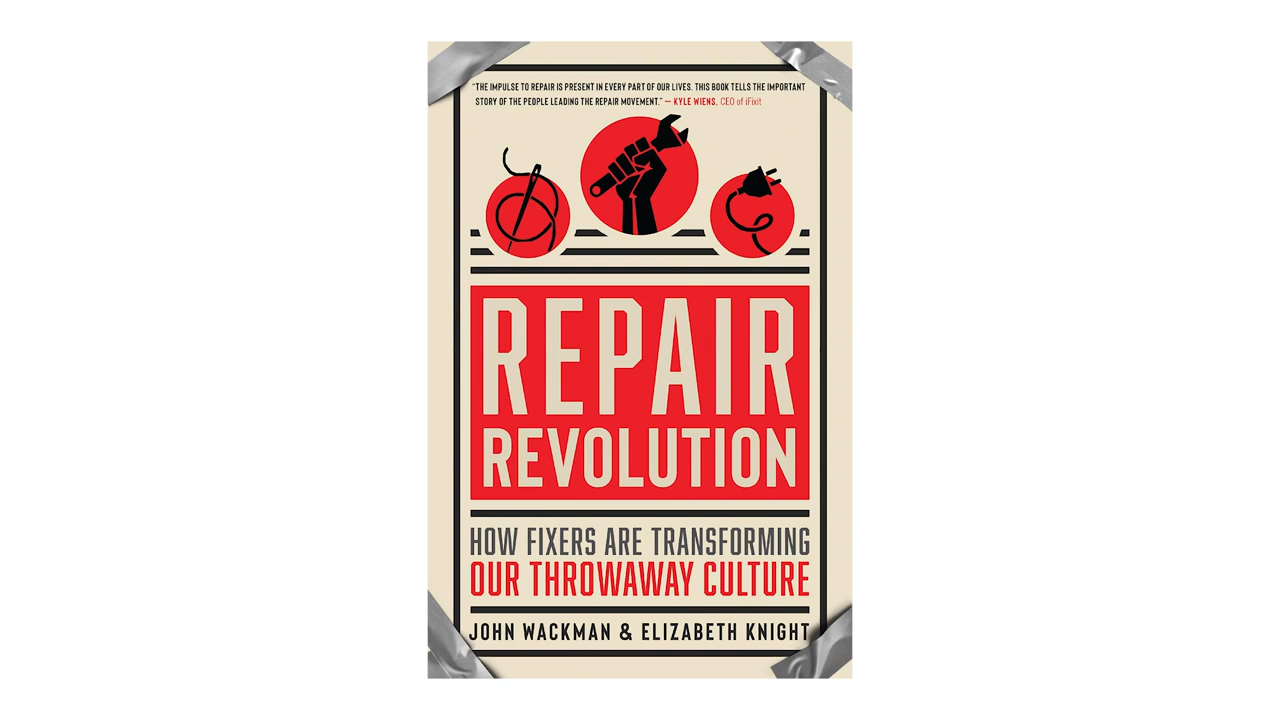 “THE IMPULSE TO REPAIR IS PRESENT IN EVERY PART OF OUR LIVES. THIS BOOK TELLS THE IMPORTANT
STORY OF THE PEOPLE LEADING THE REPAIR MOVEMENT.” — KYLE WIENS, CEO of iFixit
REPAIR
REVOLUTION
HOW FIXERS ARE TRANSFORMING
OUR THROWAWAY CULTURE
JOHN WACKMAN & ELIZABETH KNIGHT